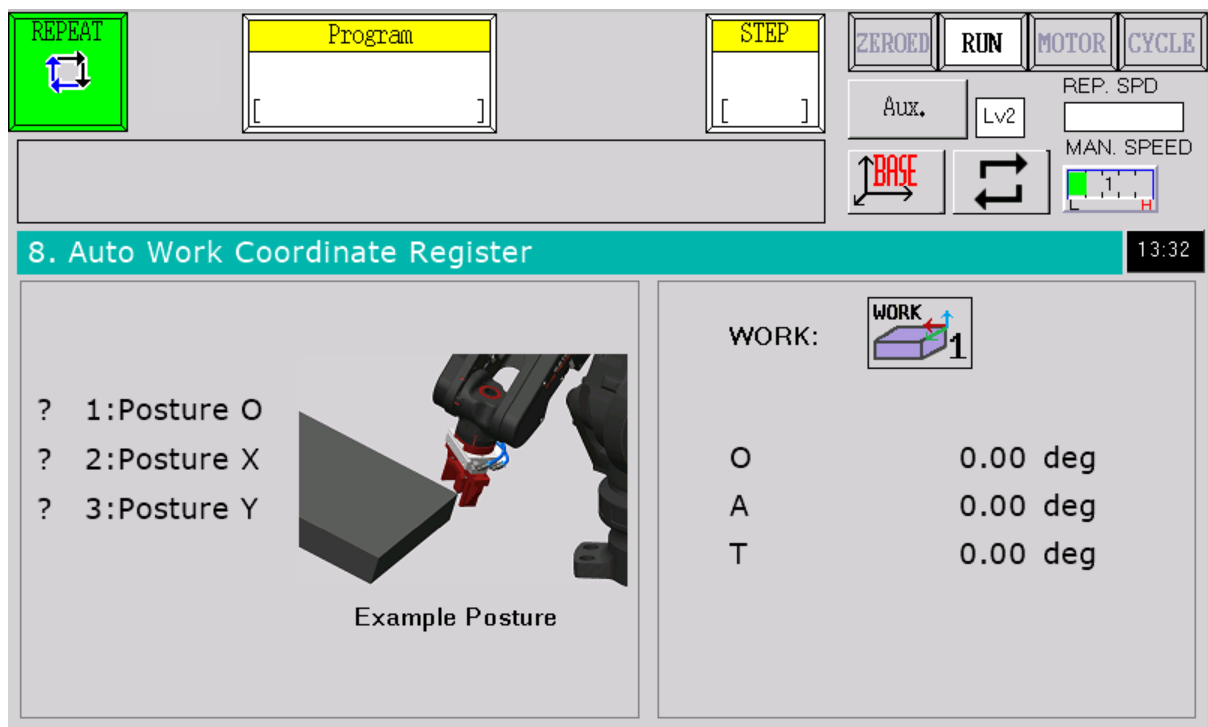 REPEAT
Program
[ ]
STEP
[ ]
ZEROED
RUN
MOTOR
CYCLE
Aux.
Lv2
REP. SPD
MAN. SPEED
BASE
1
L H
8. Auto Work Coordinate Register
13:32
? 1:Posture O
? 2:Posture X
? 3:Posture Y
Example Posture
WORK:
WORK
1
O 0.00 deg
A 0.00 deg
T 0.00 deg